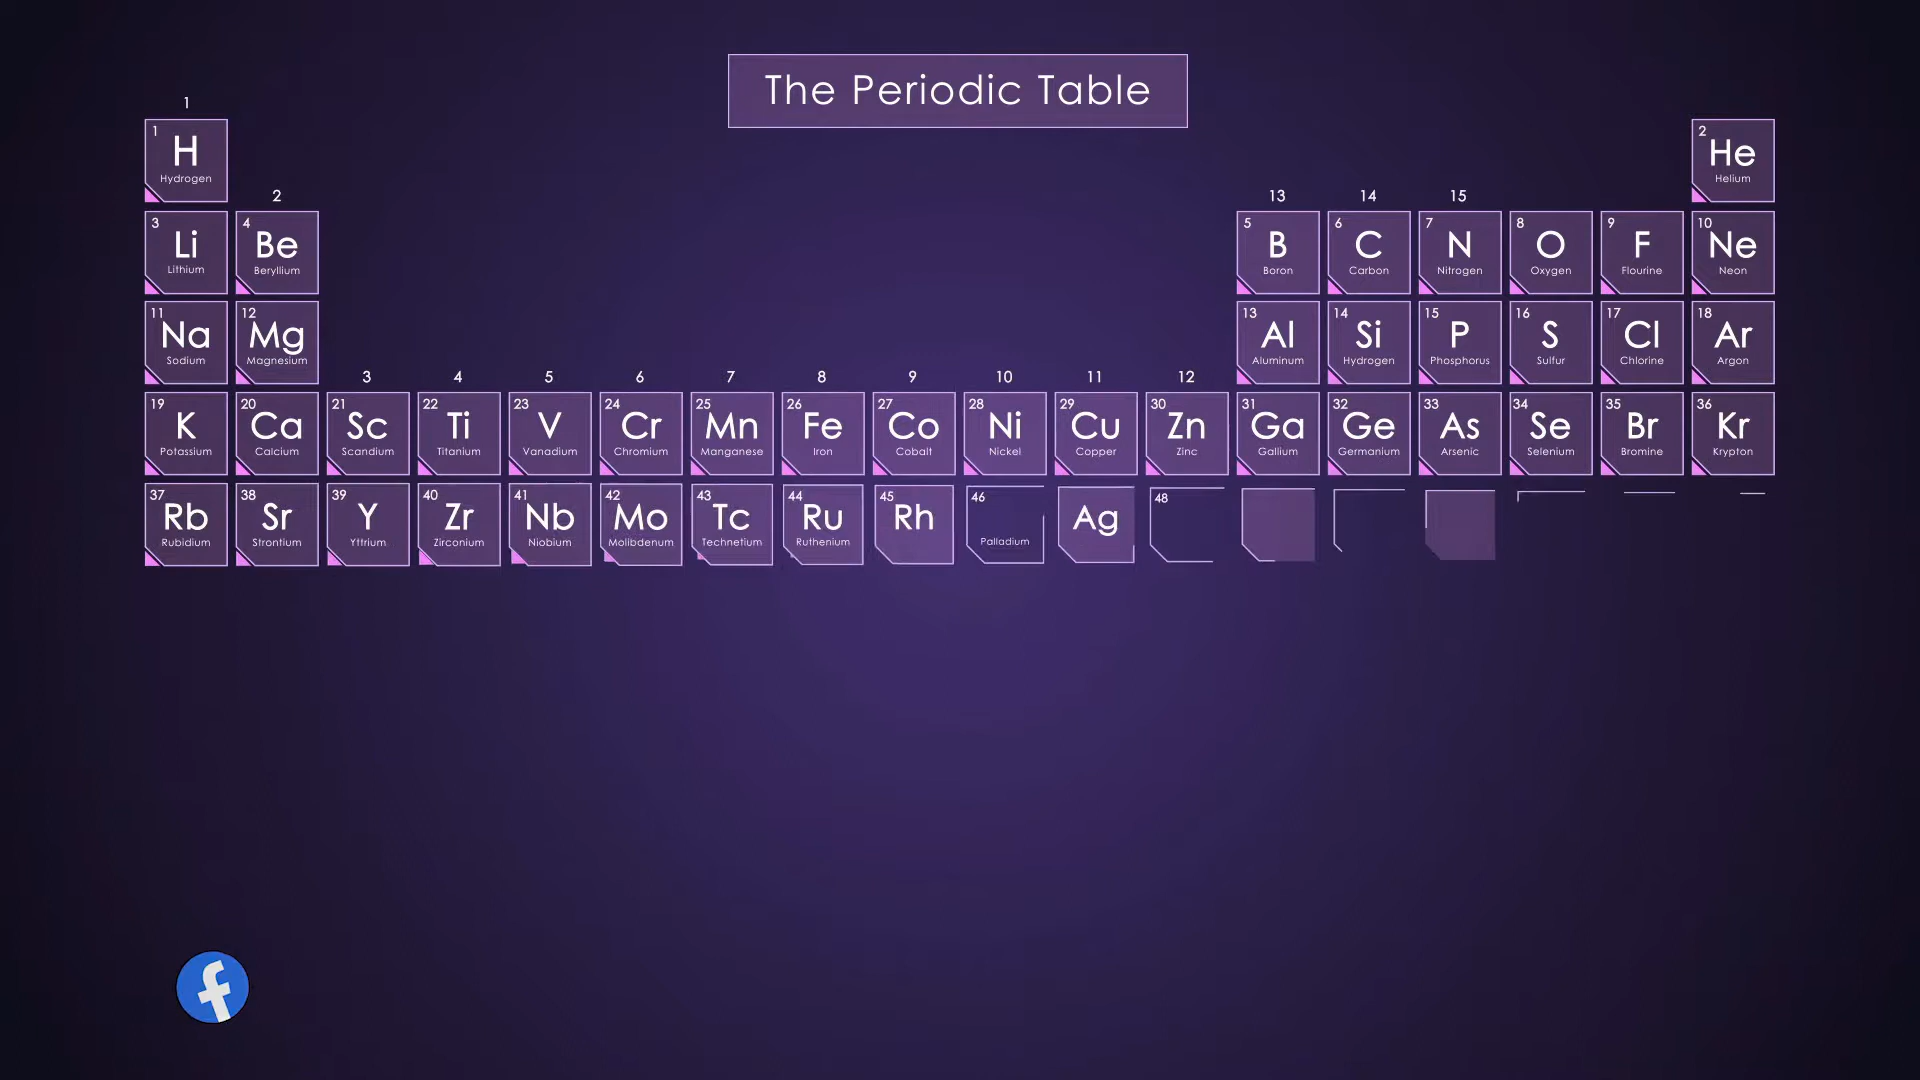 The Periodic Table
1
1 H Hydrogen
2 He Helium
2 13 14 15
3 Li Lithium
4 Be Beryllium
5 B Boron
6 C Carbon
7 N Nitrogen
8 O Oxygen
9 F Flourine
10 Ne Neon
11 Na Sodium
12 Mg Magnesium
13 Al Aluminum
14 Si Hydrogen
15 P Phosphorus
16 S Sulfur
17 Cl Chlorine
18 Ar Argon
3 4 5 6 7 8 9 10 11 12
19 K Potassium
20 Ca Calcium
21 Sc Scandium
22 Ti Titanium
23 V Vanadium
24 Cr Chromium
25 Mn Manganese
26 Fe Iron
27 Co Cobalt
28 Ni Nickel
29 Cu Copper
30 Zn Zinc
31 Ga Gallium
32 Ge Germanium
33 As Arsenic
34 Se Selenium
35 Br Bromine
36 Kr Krypton
37 Rb Rubidium
38 Sr Strontium
39 Y Yttrium
40 Zr Zirconium
41 Nb Niobium
42 Mo Molibdenum
43 Tc Technetium
44 Ru Ruthenium
45 Rh
46 Palladium
Ag
48
f